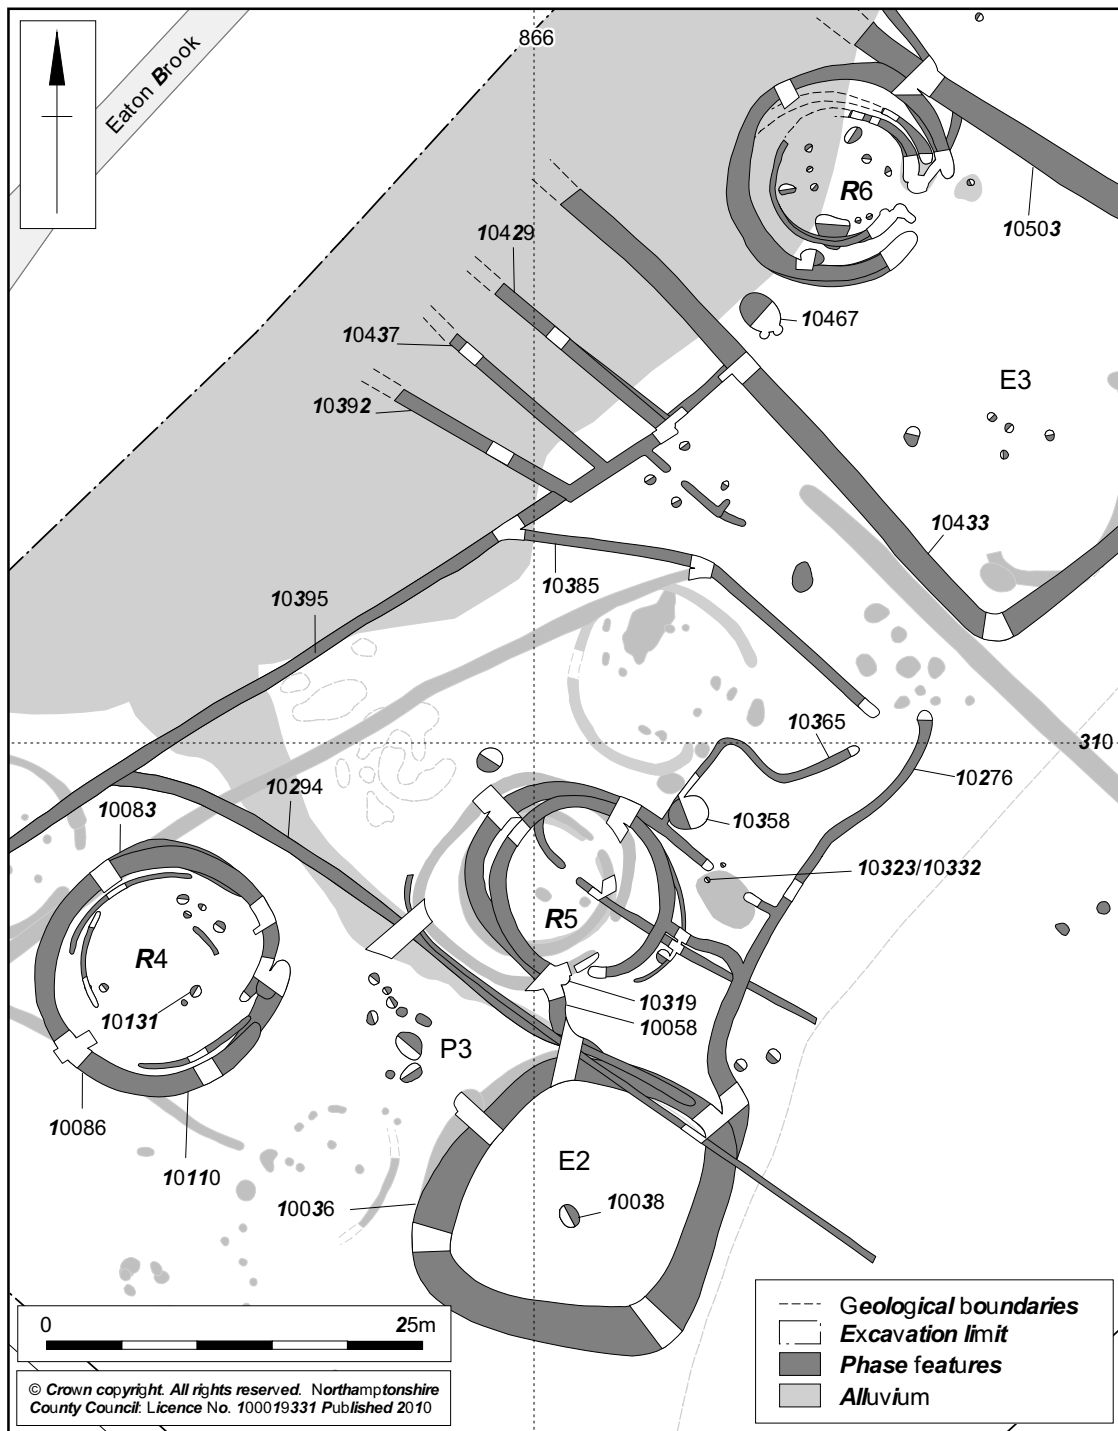 866
Eaton Brook
R6
10503
10429
10467
10437
E3
10392
10433
10385
10395
10365
310
10294
10276
10083
10358
10323/10332
R5
R4
10319
10131
10058
P3
10086
E2
10110
10036
10038
0 25m
© Crown copyright. All rights reserved. Northamptonshire
County Council: Licence No. 100019331 Published 2010
Geological boundaries
Excavation limit
Phase features
Alluvium